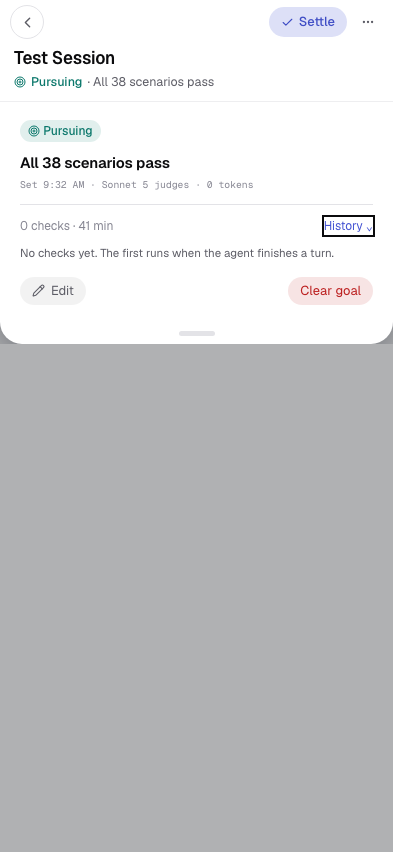 Settle
Test Session
Pursuing · All 38 scenarios pass
Pursuing
All 38 scenarios pass
Set 9:32 AM · Sonnet 5 judges · 0 tokens
0 checks · 41 min
History
No checks yet. The first runs when the agent finishes a turn.
Edit
Clear goal